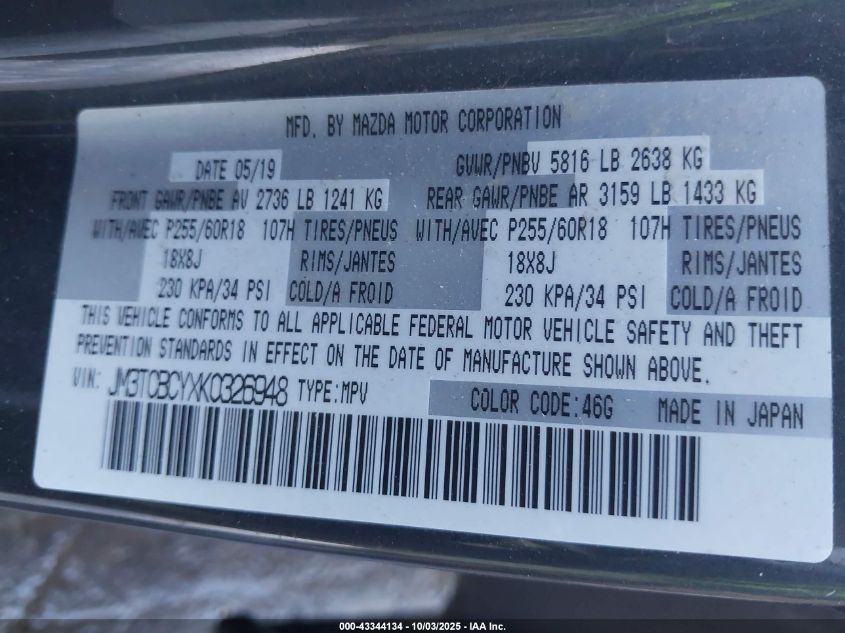 MFD. BY MAZDA MOTOR CORPORATION
DATE 05/19 GVWR/PNBV 5816 LB 2638 KG
FRONT GAWR/PNBE AV 2736 LB 1241 KG REAR GAWR/PNBE AR 3159 LB 1433 KG
WITH/AVEC P255/60R18 107H TIRES/PNEUS WITH/AVEC P255/60R18 107H TIRES/PNEUS
18X8J RIMS/JANTES 18X8J RIMS/JANTES
230 KPA/34 PSI COLD/A FROID 230 KPA/34 PSI COLD/A FROID
THIS VEHICLE CONFORMS TO ALL APPLICABLE FEDERAL MOTOR VEHICLE SAFETY AND THEFT
PREVENTION STANDARDS IN EFFECT ON THE DATE OF MANUFACTURE SHOWN ABOVE.
VIN: JM3TCBCYXK0326948 TYPE:MPV COLOR CODE:46G MADE IN JAPAN
000-43344134 - 10/03/2025 - IAA Inc.